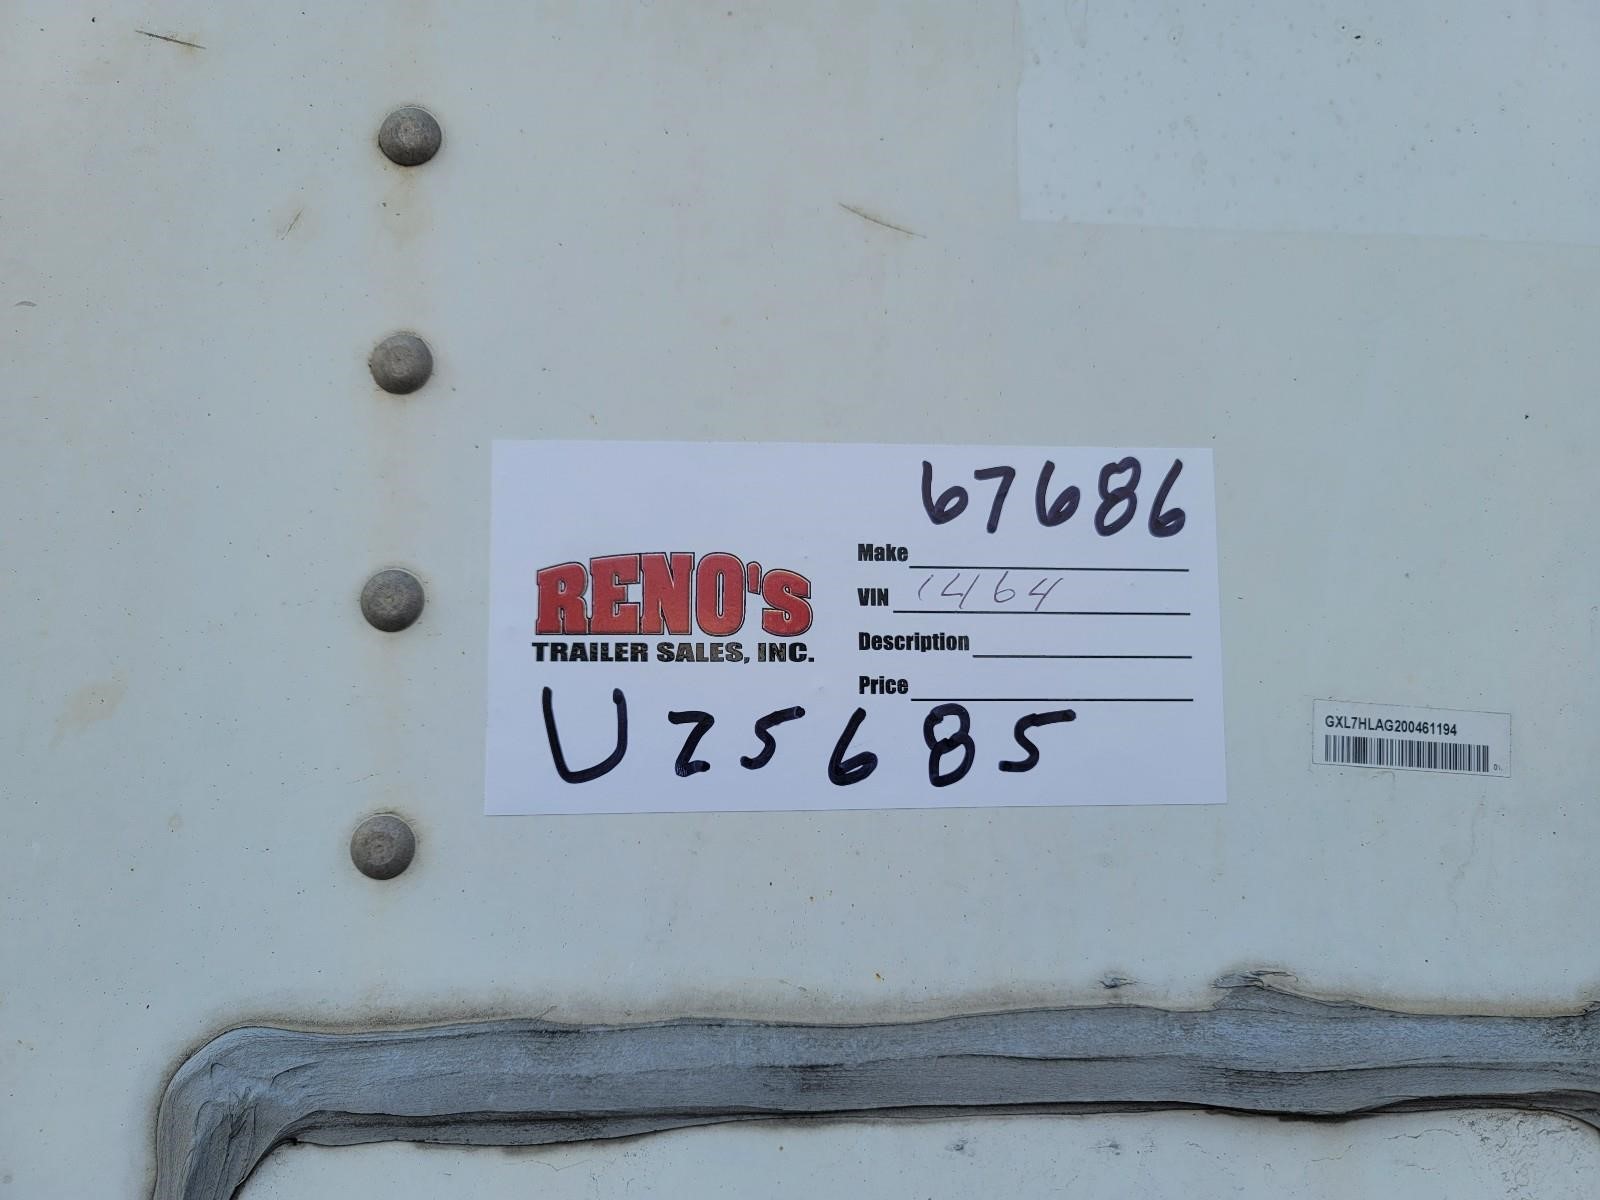 67686
RENO'S
TRAILER SALES, INC.
Make
VIN 1464
Description
Price
U25685
GXL7HLAG200461194